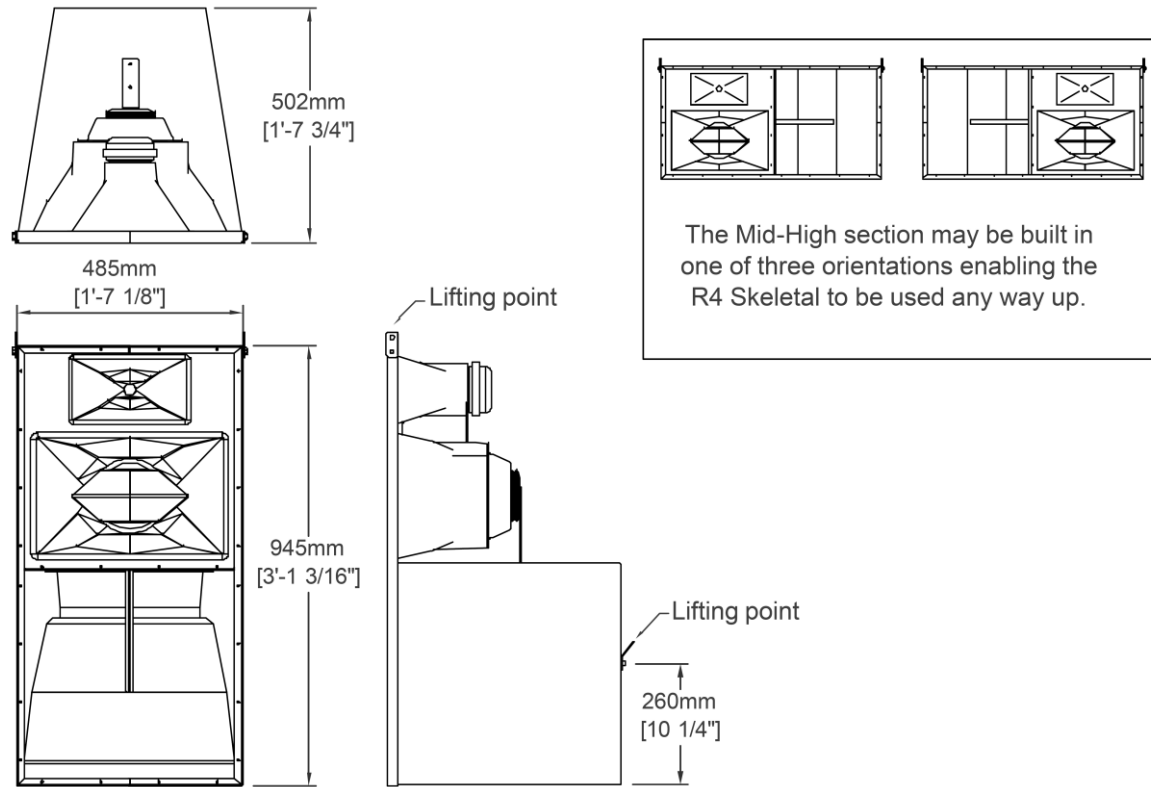 502mm
[1'-7 3/4"]
485mm
[1'-7 1/8"]
Lifting point
945mm
[3'-1 3/16"]
Lifting point
260mm
[10 1/4"]
The Mid-High section may be built in
one of three orientations enabling the
R4 Skeletal to be used any way up.